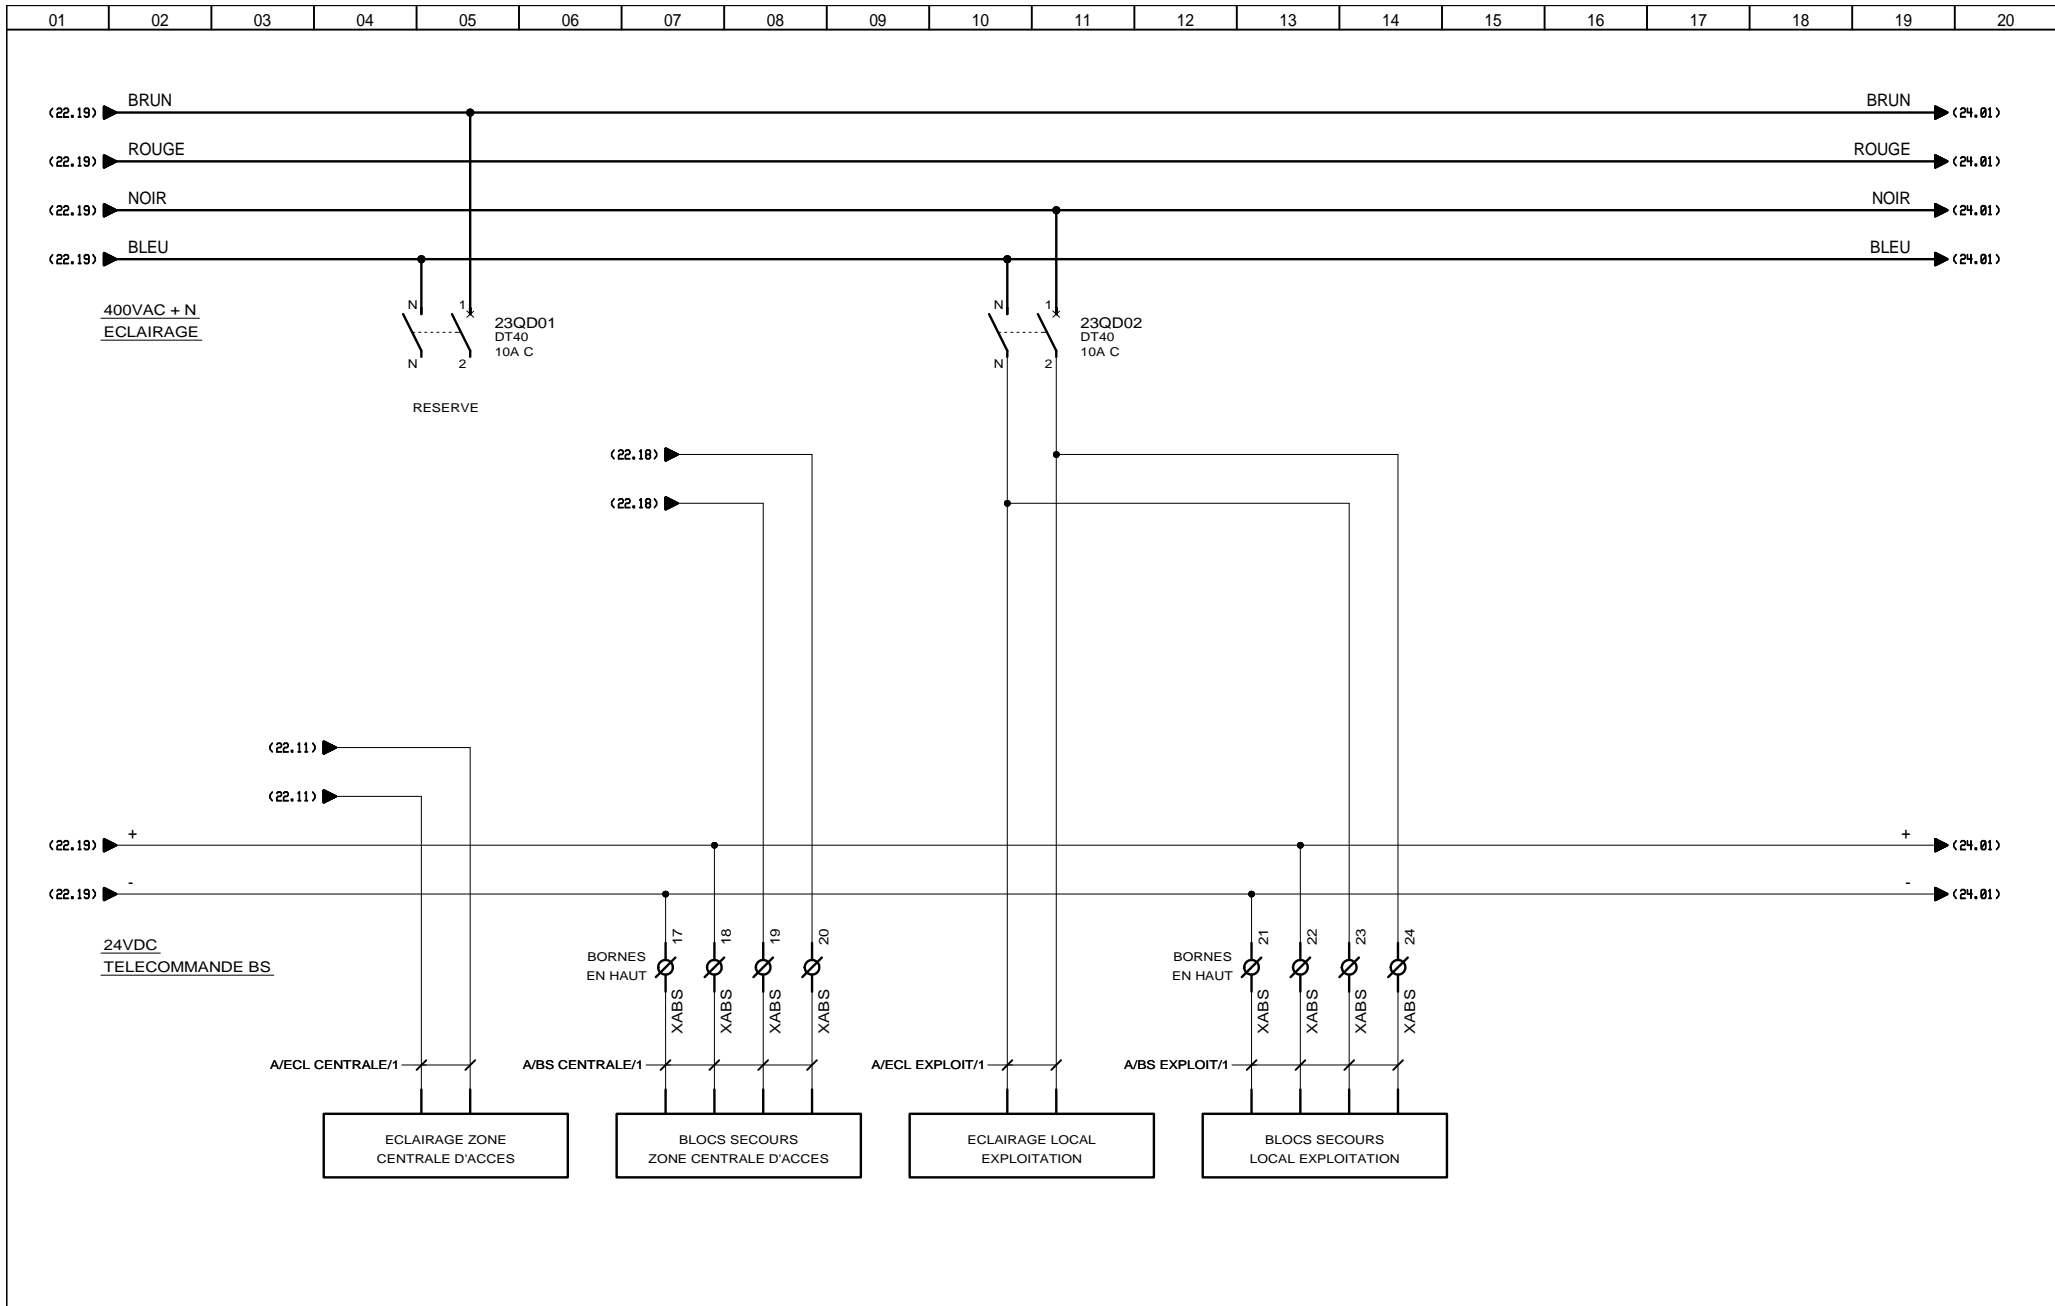 01 02 03 04 05 06 07 08 09 10 11 12 13 14 15 16 17 18 19 20
BRUN BRUN
(22.19) (24.01)
ROUGE ROUGE
(22.19) (24.01)
NOIR NOIR
(22.19) (24.01)
BLEU BLEU
(22.19) (24.01)
400VAC + N
ECLAIRAGE
N 1
23QD01
DT40
10A C
N 2
RESERVE
N 1
23QD02
DT40
10A C
N 2
(22.18)
(22.18)
(22.11)
(22.11)
+ +
(22.19) (24.01)
- -
(22.19) (24.01)
24VDC
TELECOMMANDE BS
BORNES
EN HAUT
17 18 19 20
XABS XABS XABS XABS
BORNES
EN HAUT
21 22 23 24
XABS XABS XABS XABS
A/ECL CENTRALE/1
A/BS CENTRALE/1
A/ECL EXPLOIT/1
A/BS EXPLOIT/1
ECLAIRAGE ZONE
CENTRALE D'ACCES
BLOCS SECOURS
ZONE CENTRALE D'ACCES
ECLAIRAGE LOCAL
EXPLOITATION
BLOCS SECOURS
LOCAL EXPLOITATION